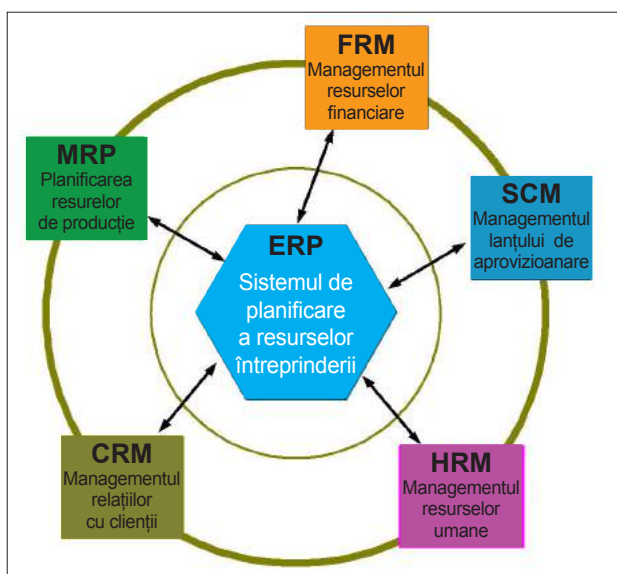 FRM
Managementul
resurselor
financiare
MRP
Planificarea
resurelor
de producție
SCM
Managementul
lanțului de
aprovizioanare
ERP
Sistemul de
planificare
a resurselor
întreprinderii
CRM
Managementul
relațiilor
cu clienții
HRM
Managementul
resurselor
umane